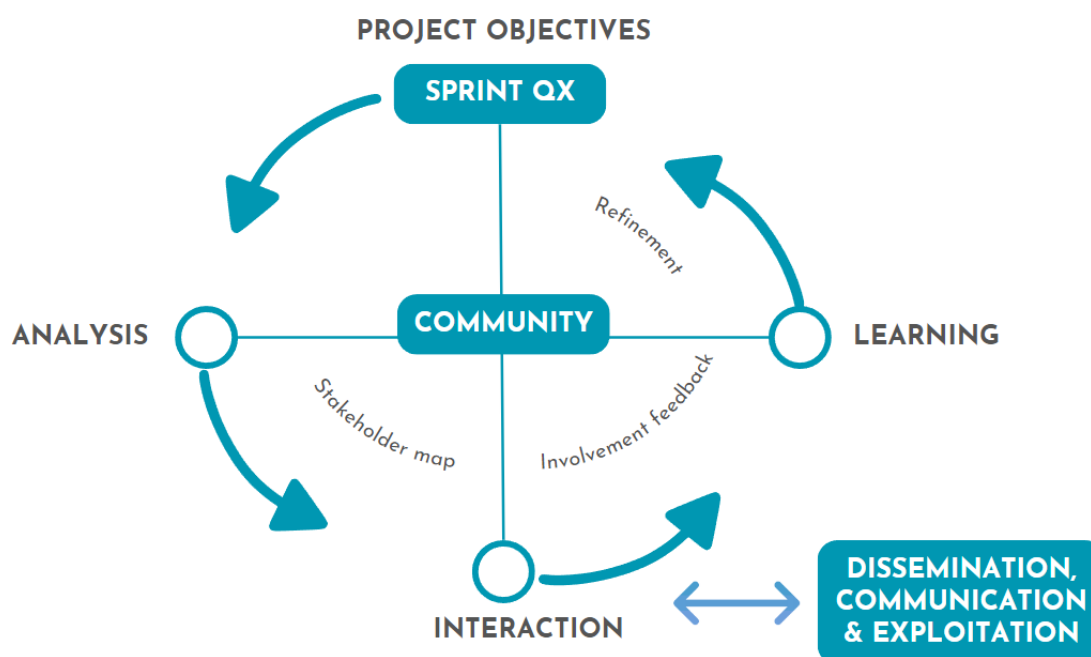 PROJECT OBJECTIVES
SPRINT QX
Refinement
ANALYSIS
COMMUNITY
LEARNING
Stakeholder map
Involvement feedback
INTERACTION
DISSEMINATION,
COMMUNICATION
& EXPLOITATION